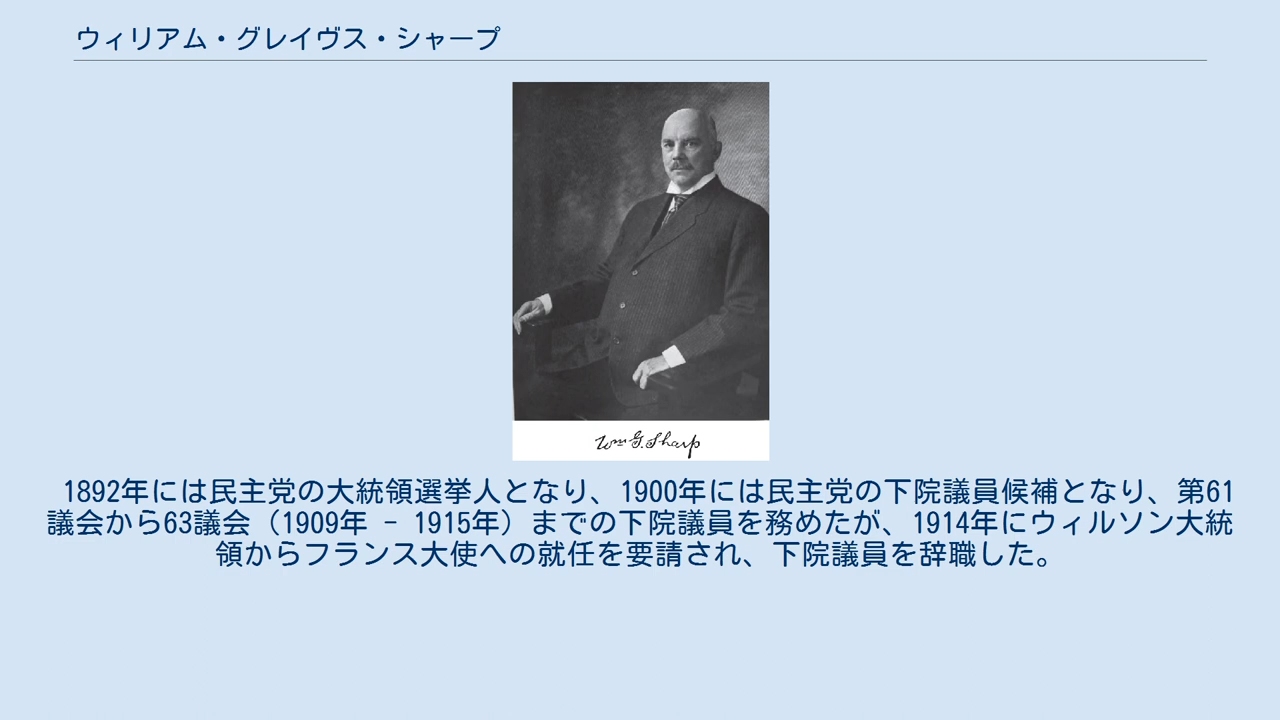 ウィリアム・グレイヴス・シャープ
Wm G. Sharp
1892年には民主党の大統領選挙人となり、1900年には民主党の下院議員候補となり、第61
議会から63議会（1909年 - 1915年）までの下院議員を務めたが、1914年にウィルソン大統
領からフランス大使への就任を要請され、下院議員を辞職した。